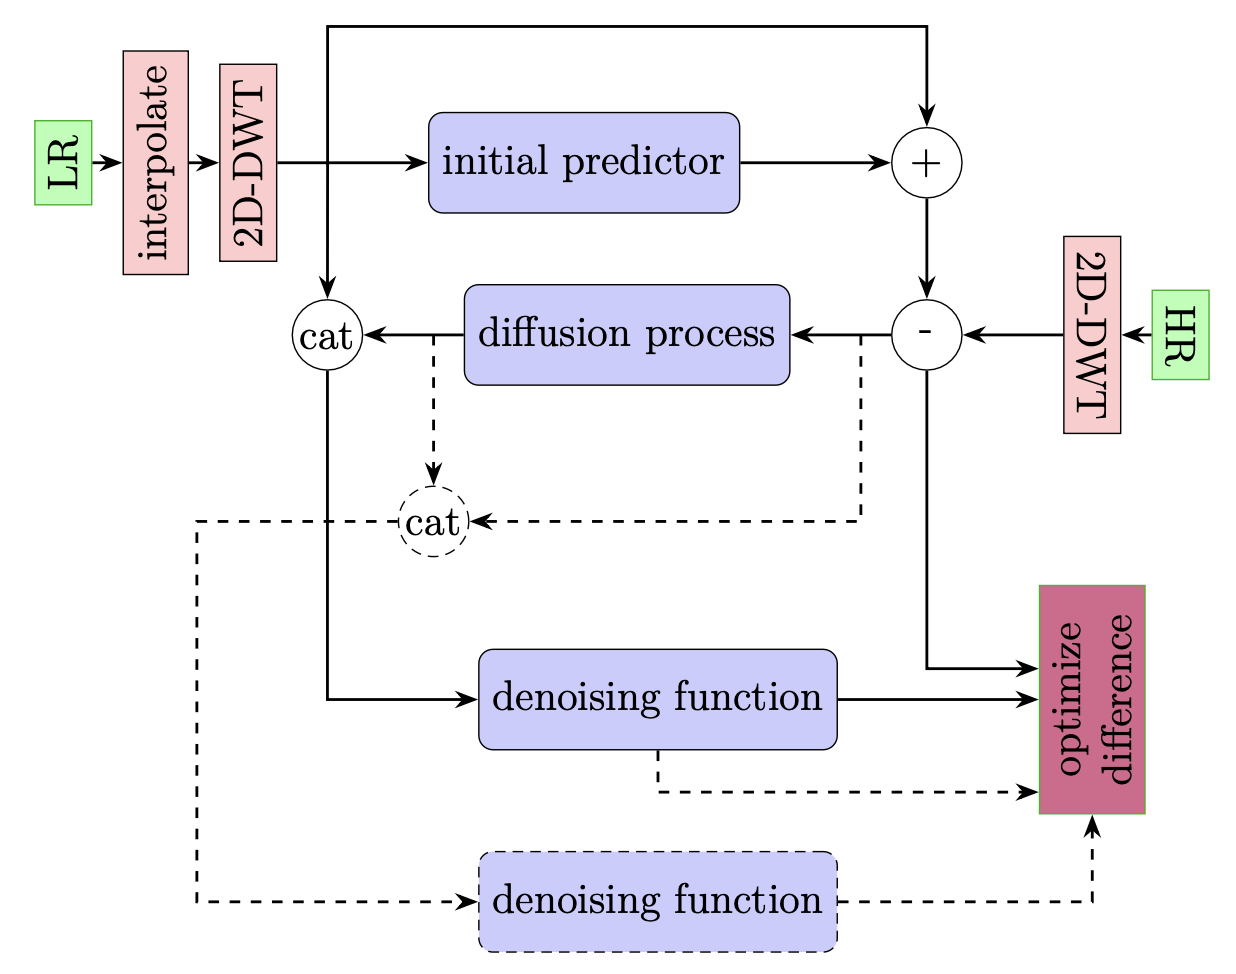 LR
interpolate
2D-DWT
initial predictor
+
cat
diffusion process
-
2D-DWT
HR
cat
denoising function
optimize
difference
denoising function